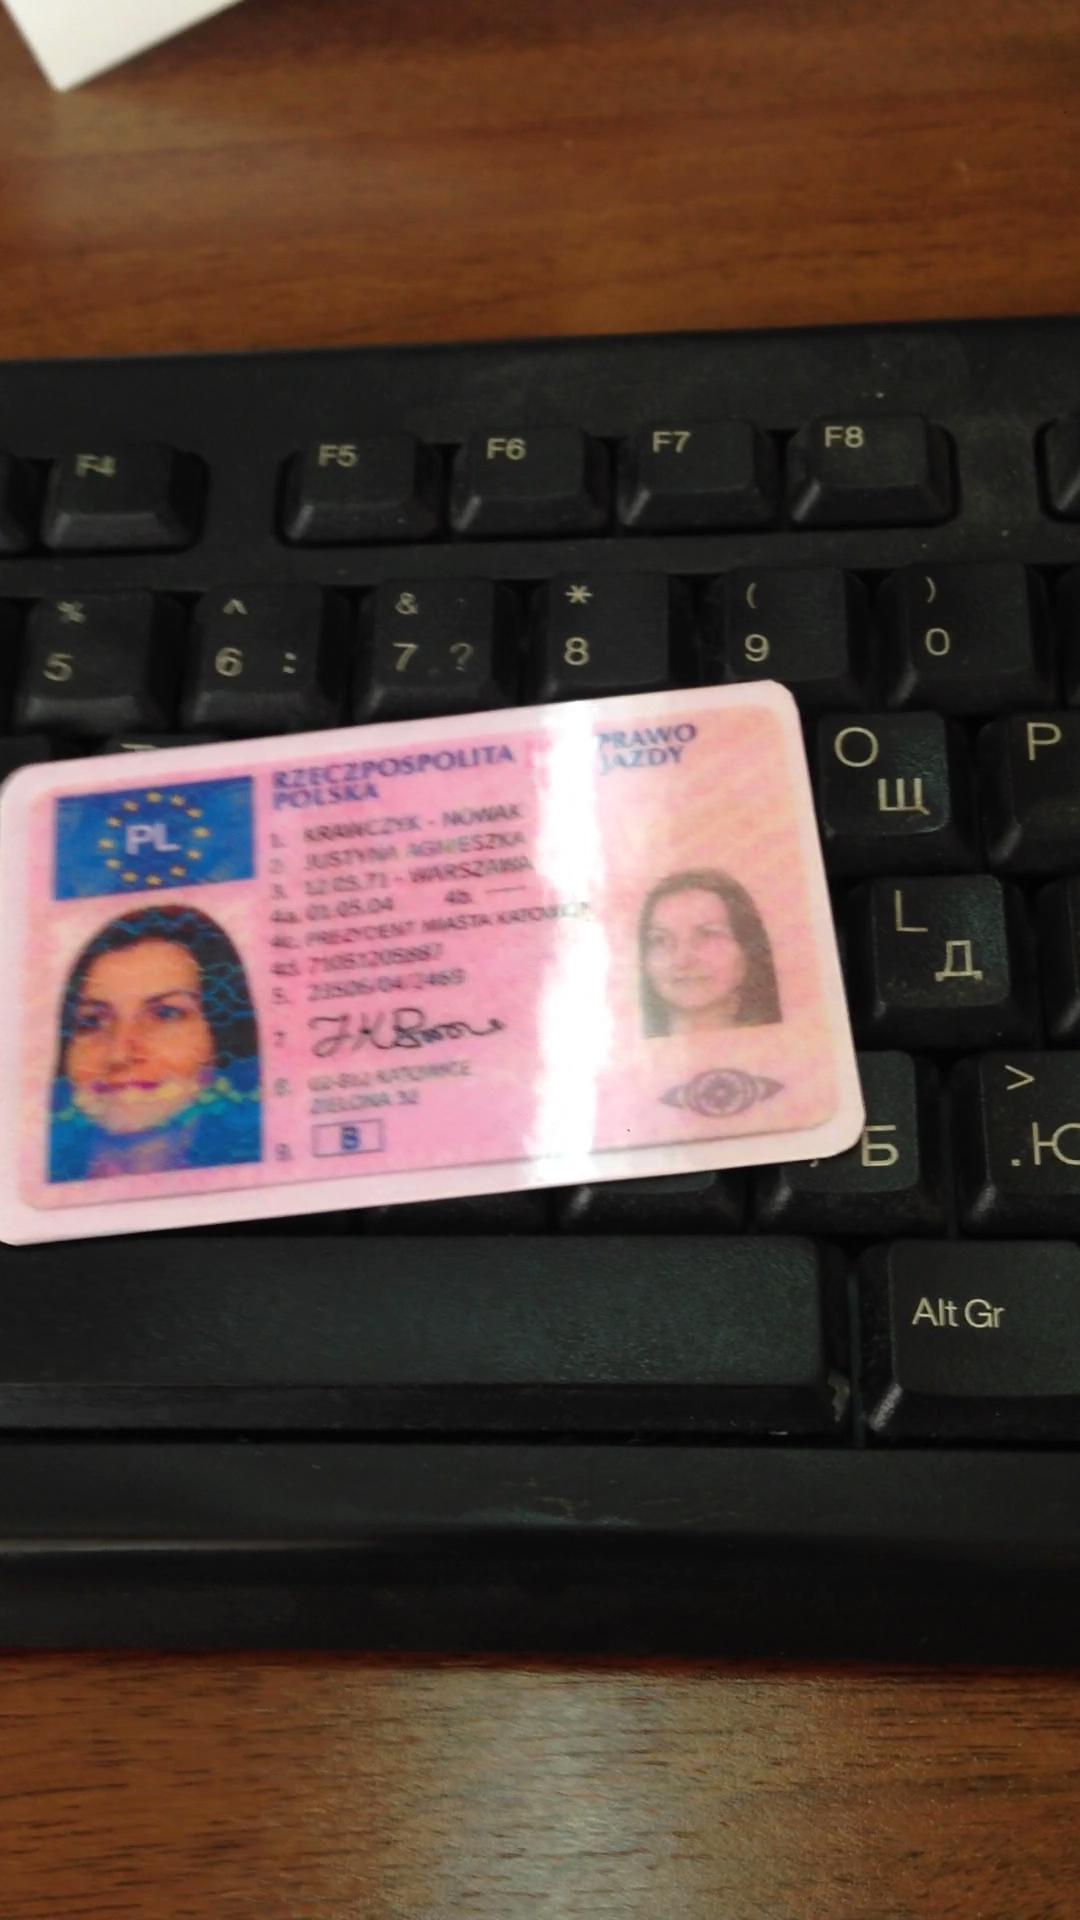 F4 F5 F6 F7 F8
% ^ & * ( )
5 6 : 7 ? 8 9 0
O P
Щ
L
Д
>
Б .Ю
Alt Gr
PL
RZECZPOSPOLITA PRAWO
POLSKA JAZDY
1. KRAWCZYK - NOWAK
2. JUSTYNA AGNIESZKA
3. 12.05.71 - WARSZAWA
4a. 01.05.04 4b. —
4c. PREZYDENT MIASTA KATOWICE
4d. 71051205887
5. 23506/04/2469
7.
8. KATOWICE
ZIELONA 32
9. B